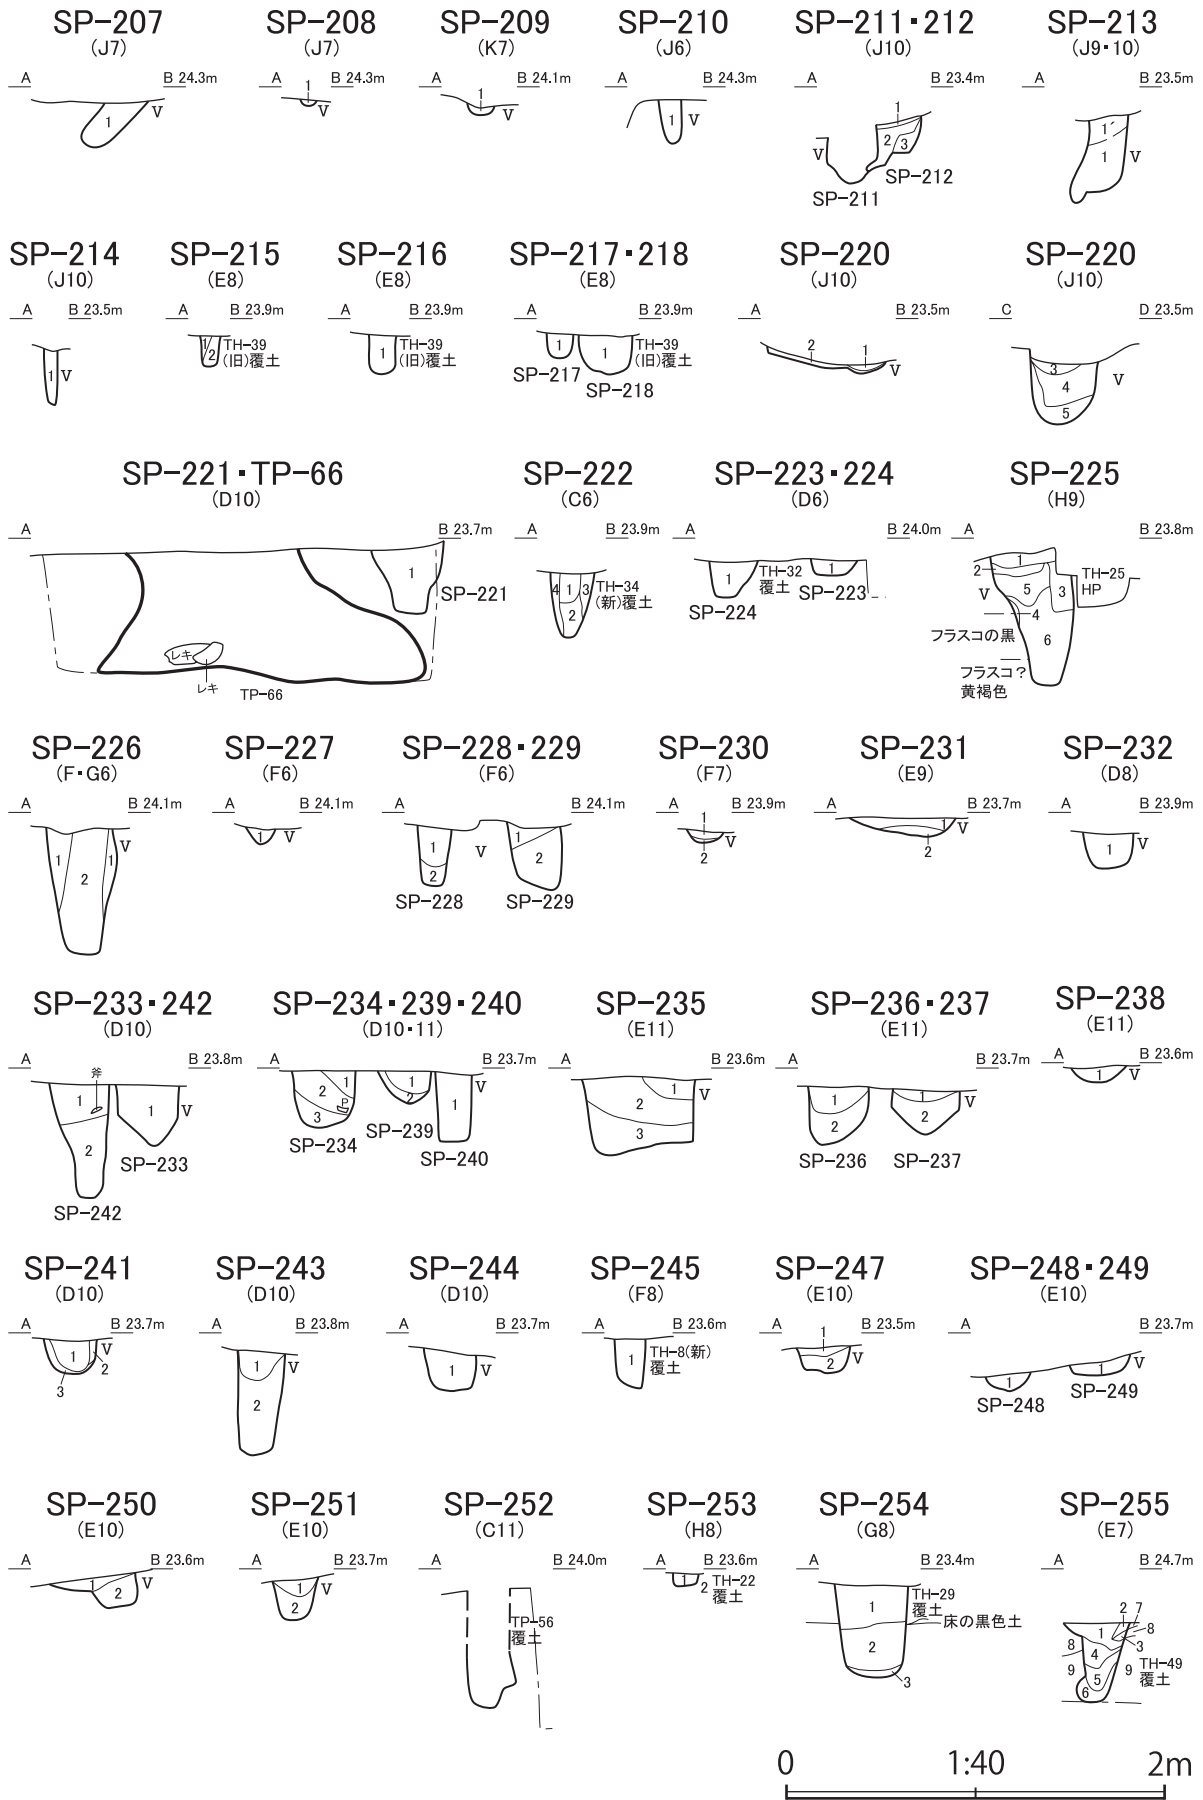 SP-207 SP-208 SP-209 SP-210 SP-211・212 SP-213
(J7) (J7) (K7) (J6) (J10) (J9・10)
A B 24.3m A B 24.3m A B 24.1m A B 24.3m A B 23.4m A B 23.5m
1 V 1 V 1 V 1 V V 1 2 3 1´ 1 V
SP-211 SP-212
SP-214 SP-215 SP-216 SP-217・218 SP-220 SP-220
(J10) (E8) (E8) (E8) (J10) (J10)
A B 23.5m A B 23.9m A B 23.9m A B 23.9m A B 23.5m C D 23.5m
1 V 1 2 TH-39 1 TH-39 1 1 TH-39 2 1 V 3 4 5 V
(旧)覆土 (旧)覆土 (旧)覆土
SP-217 SP-218
SP-221・TP-66 SP-222 SP-223・224 SP-225
(D10) (C6) (D6) (H9)
A B 23.7m A B 23.9m A B 24.0m A B 23.8m
1 SP-221 4 1 3 2 TH-34 1 TH-32 1 1 2 V 5 3 4 6 TH-25
(新)覆土 覆土 HP
SP-224 SP-223 フラスコの黒
レキ フラスコ?
レキ TP-66 黄褐色
SP-226 SP-227 SP-228・229 SP-230 SP-231 SP-232
(F・G6) (F6) (F6) (F7) (E9) (D8)
A B 24.1m A B 24.1m A B 24.1m A B 23.9m A B 23.7m A B 23.9m
1 2 1 V 1 V 1 2 V 1 2 V 1 2 V 1 2 V 1 V
SP-228 SP-229
SP-233・242 SP-234・239・240 SP-235 SP-236・237 SP-238
(D10) (D10・11) (E11) (E11) (E11)
A B 23.8m A B 23.7m A B 23.6m A B 23.7m A B 23.6m
斧 1 2 1 V 1 2 P 3 1 2 1 V 1 2 3 V 1 2 1 2 V 1 V
SP-242 SP-233 SP-234 SP-239 SP-240 SP-236 SP-237
SP-241 SP-243 SP-244 SP-245 SP-247 SP-248・249
(D10) (D10) (D10) (F8) (E10) (E10)
A B 23.7m A B 23.8m A B 23.7m A B 23.6m A B 23.5m A B 23.7m
1 2 3 V 1 2 V 1 V 1 TH-8(新) 1 2 V 1 1 V
覆土
SP-248 SP-249
SP-250 SP-251 SP-252 SP-253 SP-254 SP-255
(E10) (E10) (C11) (H8) (G8) (E7)
A B 23.6m A B 23.7m A B 24.0m A B 23.6m A B 23.4m A B 24.7m
1 2 V 1 2 V TP-56 1 2 TH-22 1 2 3 TH-29 1 2 7 8 3 8 4 9 5 6 9 TH-49
覆土 覆土 覆土 覆土
床の黒色土
0 1:40 2m